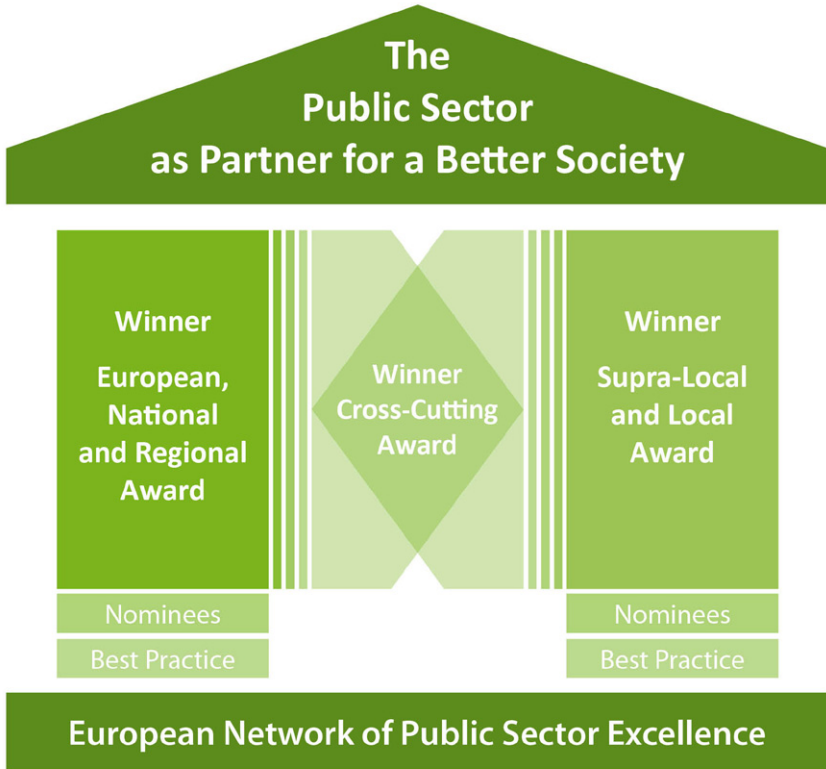 The
Public Sector
as Partner for a Better Society
Winner
European,
National
and Regional
Award
Nominees
Best Practice
Winner
Cross-Cutting
Award
Winner
Supra-Local
and Local
Award
Nominees
Best Practice
European Network of Public Sector Excellence